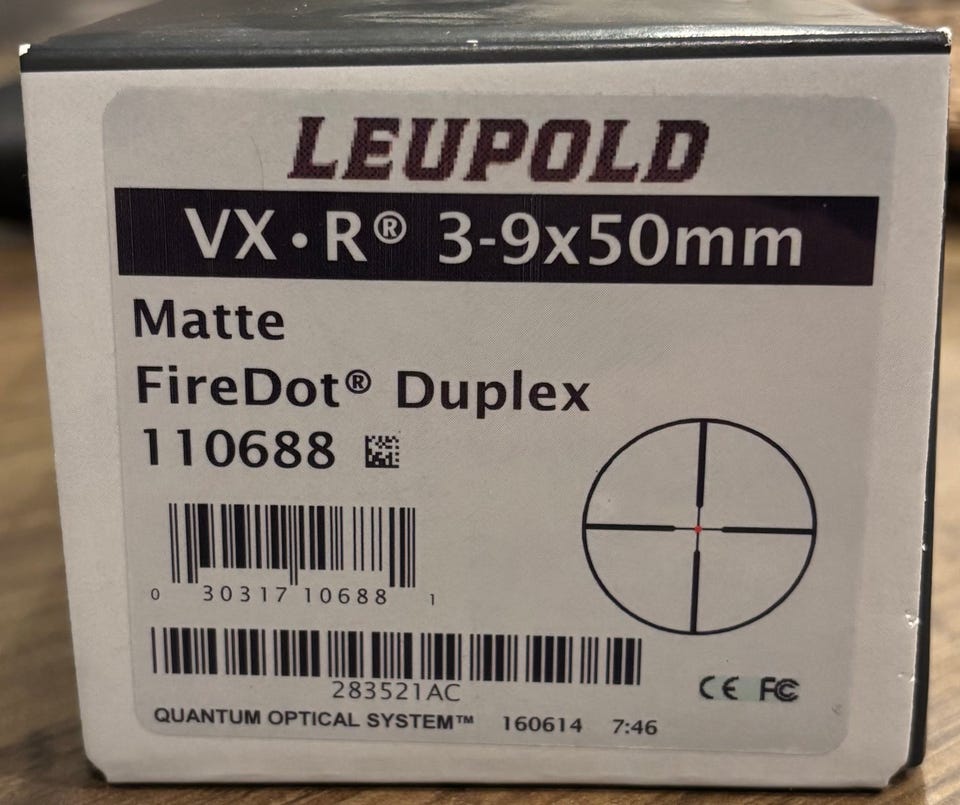 LEUPOLD
VX•R® 3-9x50mm
Matte
FireDot® Duplex
110688
0 30317 10688 1
283521AC
QUANTUM OPTICAL SYSTEM™ 160614 7:46
CE FC